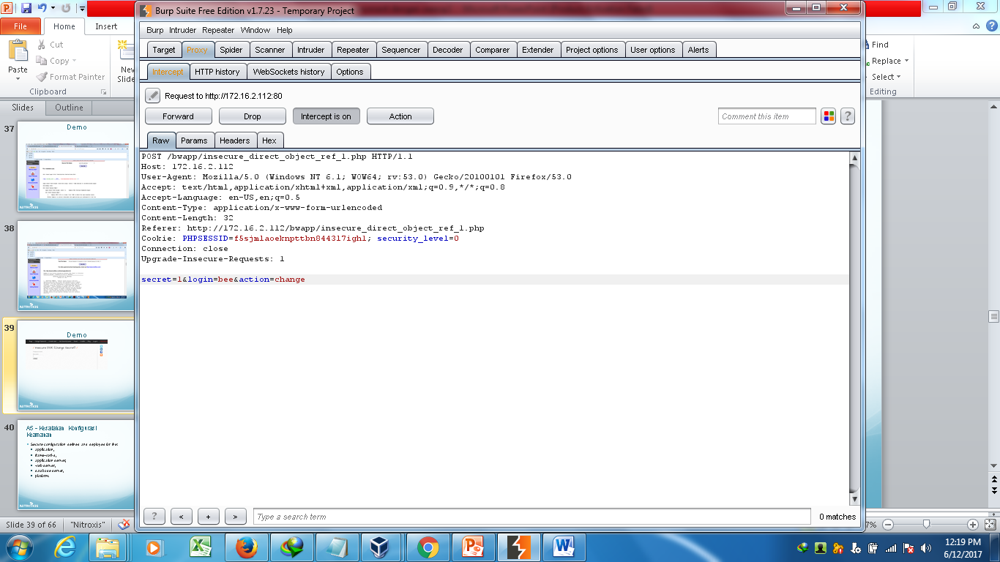 Burp Suite Free Edition v1.7.23 - Temporary Project
File Home Insert
Paste
Cut
Copy
Format Painter
Clipboard
New
Slide
Find
Replace
Select
Editing
Slides Outline
Burp Intruder Repeater Window Help
Target Proxy Spider Scanner Intruder Repeater Sequencer Decoder Comparer Extender Project options User options Alerts
Intercept HTTP history WebSockets history Options
Request to http://172.16.2.112:80
Forward Drop Intercept is on Action Comment this item ?
Raw Params Headers Hex
POST /bwapp/insecure_direct_object_ref_1.php HTTP/1.1
Host: 172.16.2.112
User-Agent: Mozilla/5.0 (Windows NT 6.1; WOW64; rv:53.0) Gecko/20100101 Firefox/53.0
Accept: text/html,application/xhtml+xml,application/xml;q=0.9,*/*;q=0.8
Accept-Language: en-US,en;q=0.5
Content-Type: application/x-www-form-urlencoded
Content-Length: 32
Referer: http://172.16.2.112/bwapp/insecure_direct_object_ref_1.php
Cookie: PHPSESSID=f5sjmlaoeknpttbn844317igh1; security_level=0
Connection: close
Upgrade-Insecure-Requests: 1
secret=1&login=bee&action=change
? < + > Type a search term 0 matches
37
Demo
38
NITROXIS
39
Demo
NITROXIS
40
A5 - Kesalahan Konfigurasi
Keamanan
Secure configuration defined and deployed for the:
application,
frameworks,
application server,
web server,
database server,
platform.
NITROXIS
Slide 39 of 66 "Nitroxis"
7%
12:19 PM
6/12/2017